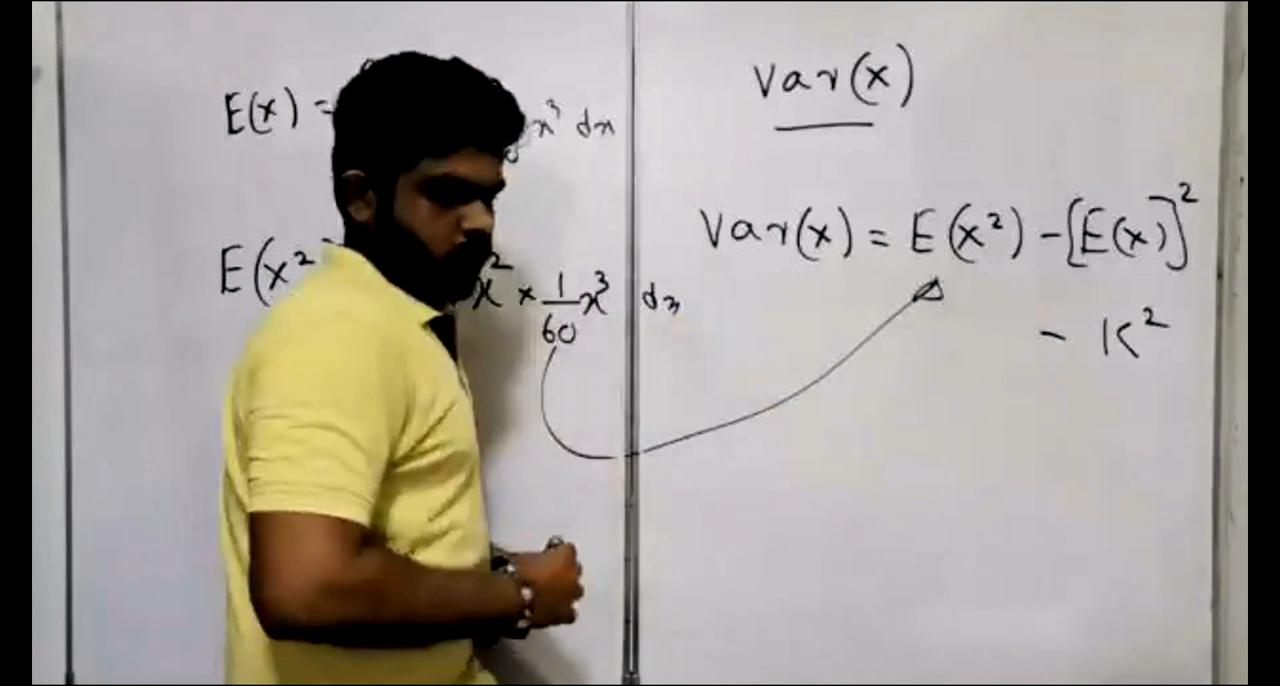 E(x) = x³ dx
E(x² x² × 1/60 x³ dx
Var(x)
Var(x) = E(x²) - [E(x)]²
- K²